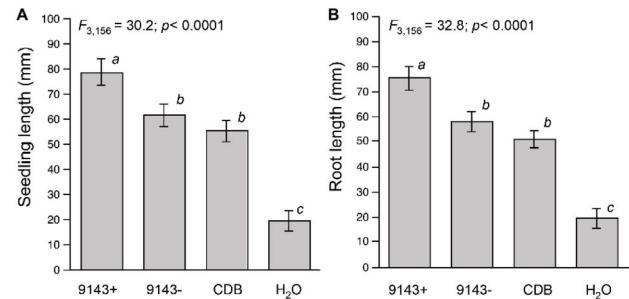 A
F3,156 = 30.2; p< 0.0001
Seedling length (mm)
100
90
80
70
60
50
40
30
20
10
0
a
b
b
c
9143+ 9143- CDB H2O
B
F3,156 = 32.8; p< 0.0001
Root length (mm)
100
90
80
70
60
50
40
30
20
10
0
a
b
b
c
9143+ 9143- CDB H2O